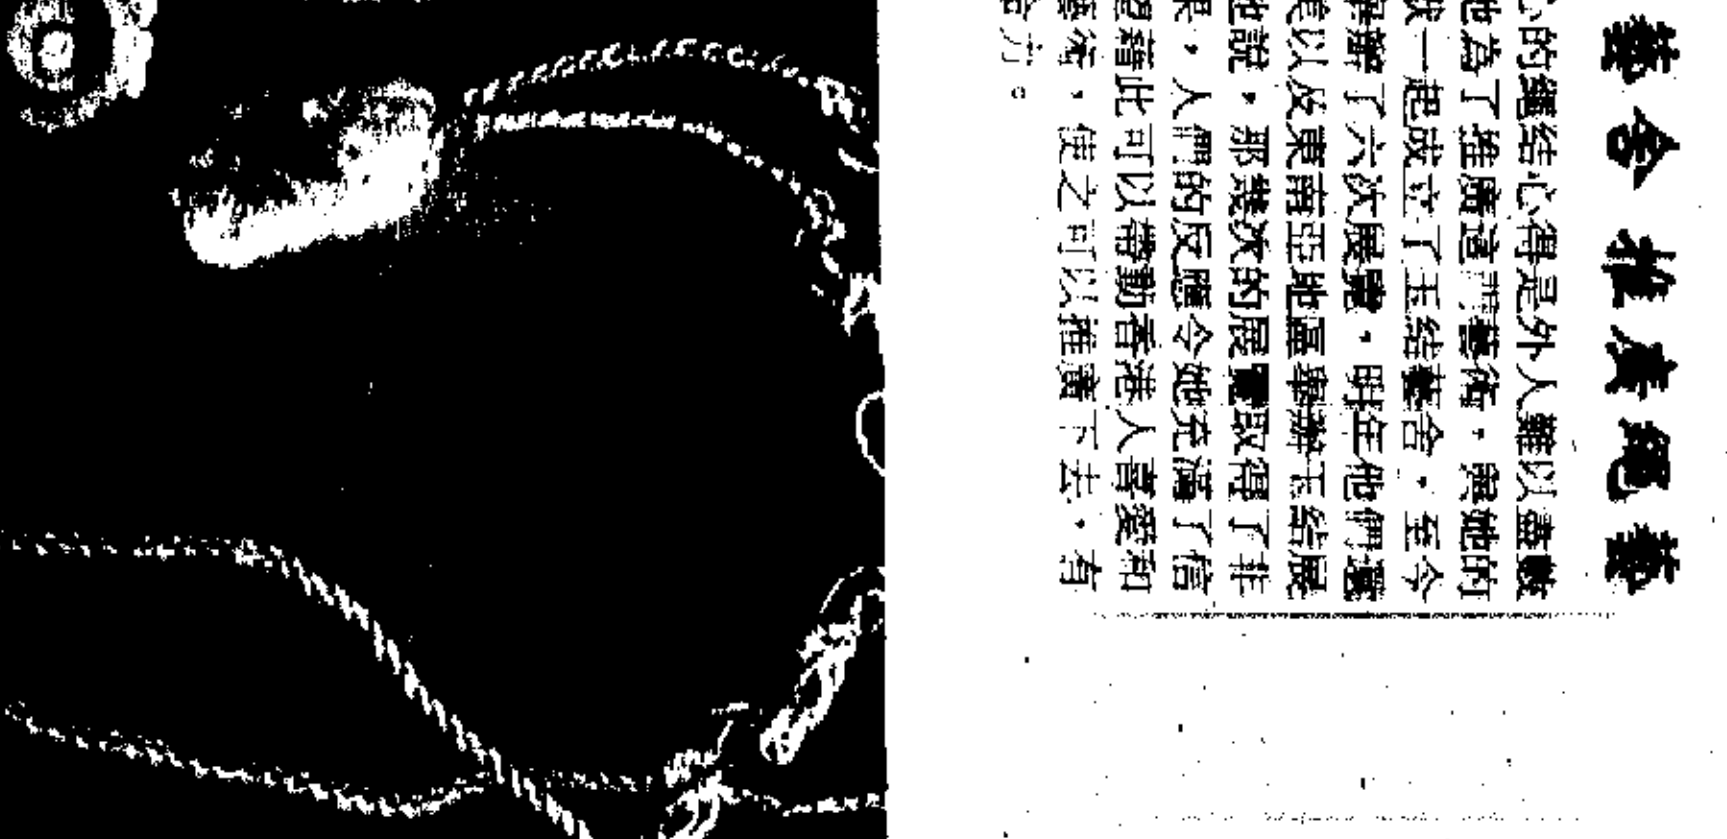 藝舍推廣繩藝
心的繩結心得是外人難以盡數
她為了推廣這門藝術，與她的
一起成立了玉結藝舍，至今
舉辦了六次展覽，明年他們還
美以及東南亞地區舉辦玉結展
她說，那幾次的展覽取得了非
果，人們的反應令她充滿了信
望藉此可以帶動香港人喜愛和
藝術，使之可以推廣下去，有
方。